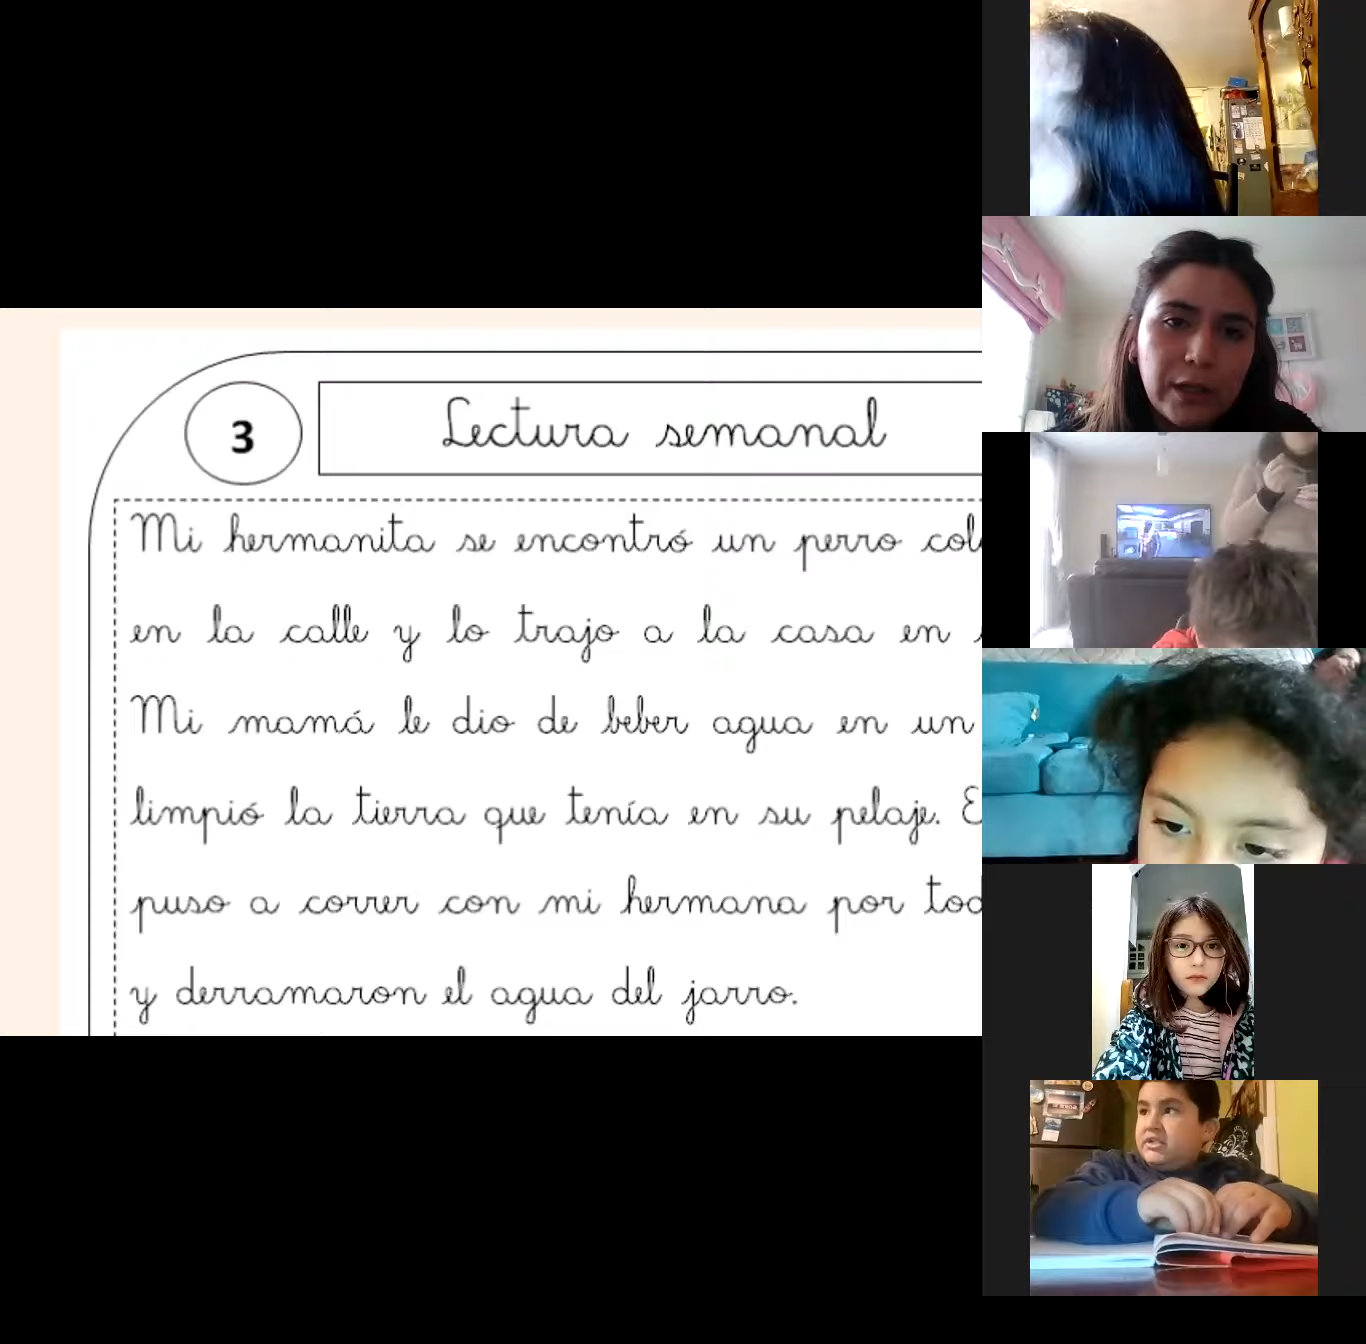 3
Lectura semanal
Mi hermanita se encontró un perro
en la calle y lo trajo a la casa en
Mi mamá le dio de beber agua en un
limpió la tierra que tenía en su pelaje.
puso a correr con mi hermana por
y derramaron el agua del jarro.